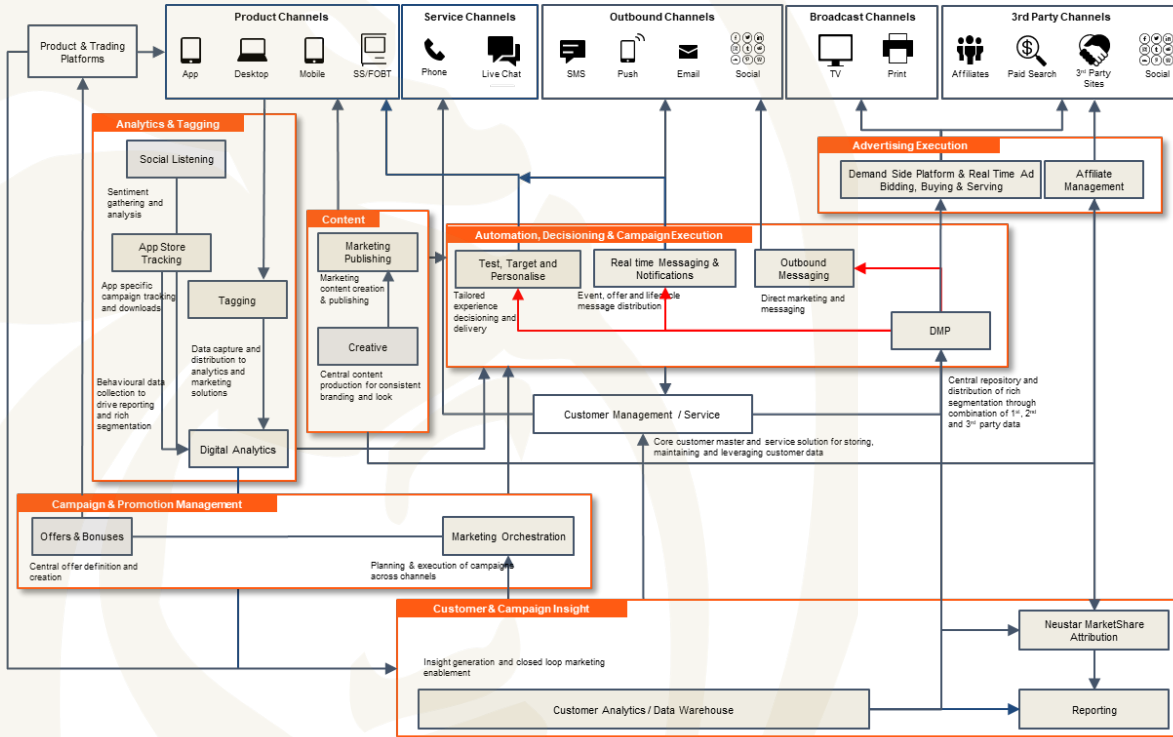 Product Channels
Service Channels
Outbound Channels
Broadcast Channels
3rd Party Channels
Product & Trading
Platforms
App
Desktop
Mobile
SS/FOBT
Phone
Live Chat
SMS
Push
Email
Social
TV
Print
Affiliates
Paid Search
3rd Party
Sites
Social
Analytics & Tagging
Social Listening
Sentiment
gathering and
analysis
App Store
Tracking
App specific
campaign tracking
and downloads
Tagging
Data capture and
distribution to
analytics and
marketing
solutions
Behavioural data
collection to
drive reporting
and rich
segmentation
Digital Analytics
Content
Marketing
Publishing
Marketing
content creation
& publishing
Creative
Central content
production for consistent
branding and look
Advertising Execution
Demand Side Platform & Real Time Ad
Bidding, Buying & Serving
Affiliate
Management
Automation, Decisioning & Campaign Execution
Test, Target and
Personalise
Tailored
experience
decisioning and
delivery
Real time Messaging &
Notifications
Event, offer and lifecycle
message distribution
Outbound
Messaging
Direct marketing and
messaging
DMP
Central repository and
distribution of rich
segmentation through
combination of 1st, 2nd
and 3rd party data
Customer Management / Service
Core customer master and service solution for storing,
maintaining and leveraging customer data
Campaign & Promotion Management
Offers & Bonuses
Central offer definition and
creation
Marketing Orchestration
Planning & execution of campaigns
across channels
Customer & Campaign Insight
Insight generation and closed loop marketing
enablement
Customer Analytics / Data Warehouse
Neustar MarketShare
Attribution
Reporting